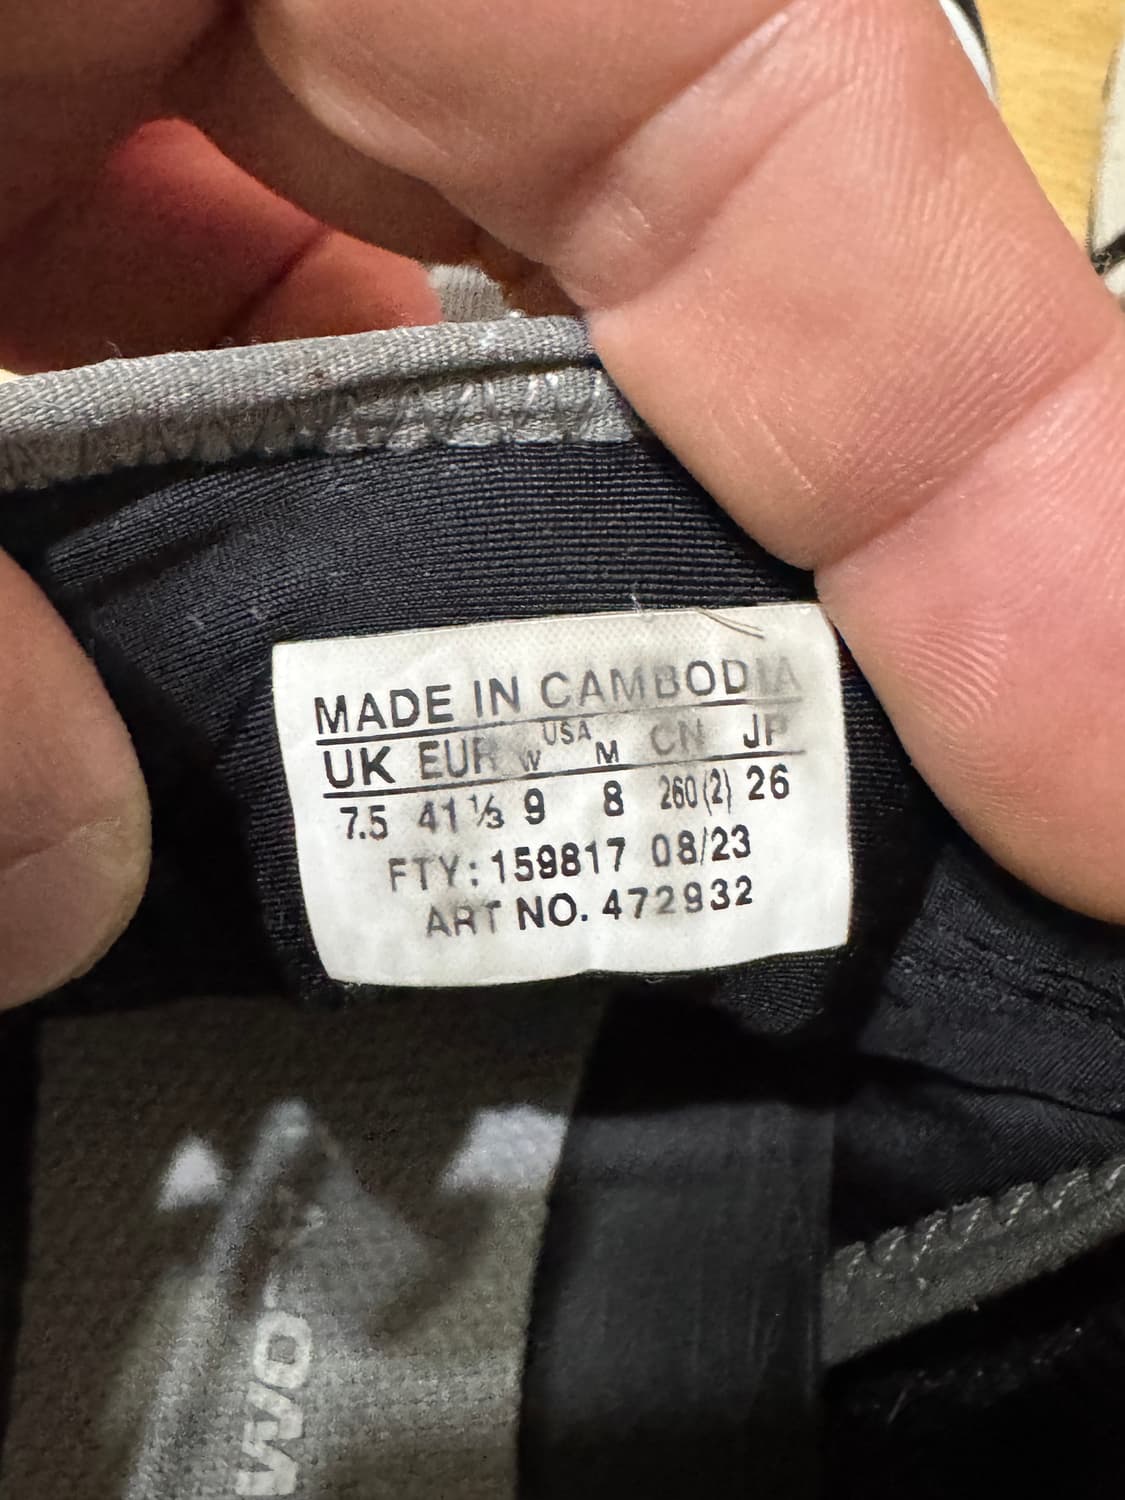 MADE IN CAMBODIA
UK EUR W USA M CN JP
7.5 41 ⅓ 9 8 260(2) 26
FTY: 159817 08/23
ART NO. 472932